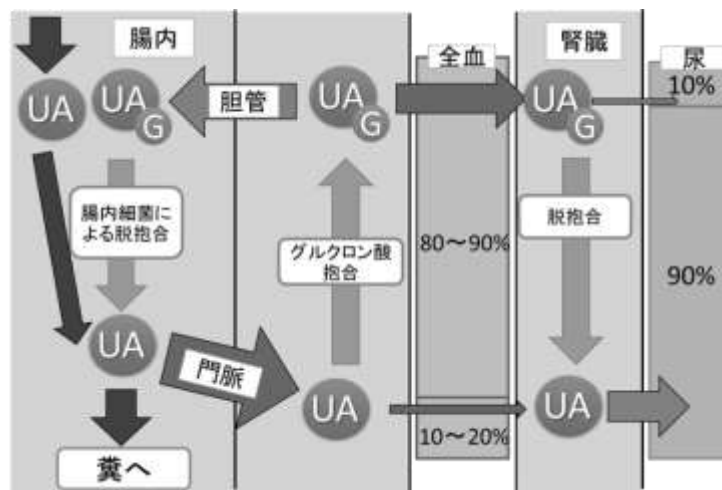 腸内
全血
腎臓
尿
UA
UA
G
胆管
UA
G
UA
G
10%
腸内細菌に
よる脱抱合
グルクロン酸
抱合
80～90%
脱抱合
90%
UA
門脈
UA
UA
10～20%
糞へ